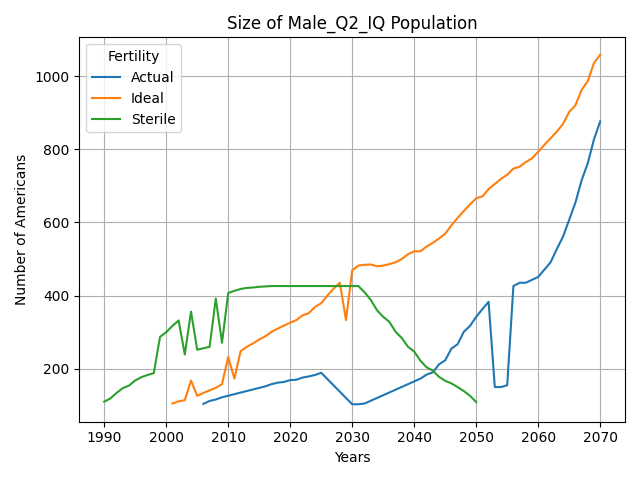 Size of Male_Q2_IQ Population
Fertility
Actual
Ideal
Sterile
Number of Americans
1000
800
600
400
200
1990 2000 2010 2020 2030 2040 2050 2060 2070
Years